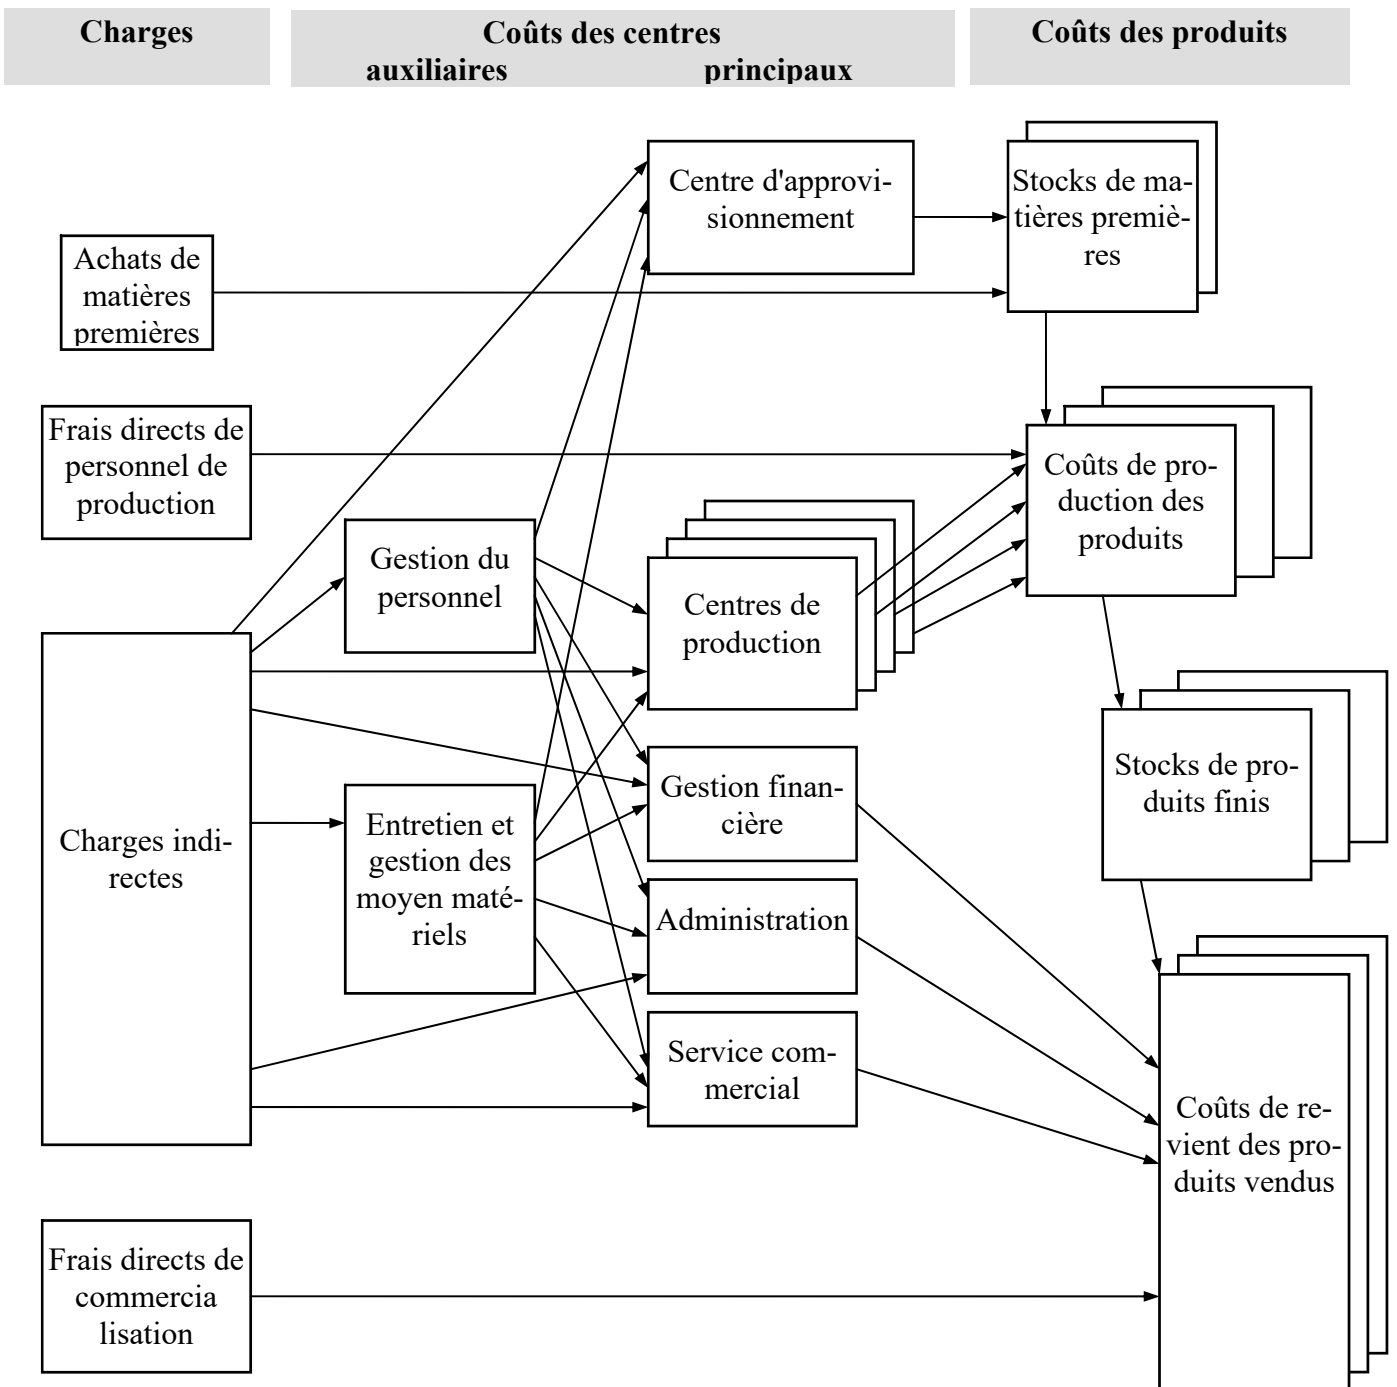 Charges
Coûts des centres
auxiliaires principaux
Coûts des produits
Centre d'approvi-
sionnement
Stocks de ma-
tières premiè-
res
Achats de
matières
premières
Frais directs de
personnel de
production
Coûts de pro-
duction des
produits
Gestion du
personnel
Centres de
production
Charges indi-
rectes
Entretien et
gestion des
moyen maté-
riels
Gestion finan-
cière
Stocks de pro-
duits finis
Administration
Service com-
mercial
Coûts de re-
vient des pro-
duits vendus
Frais directs de
commercia
lisation